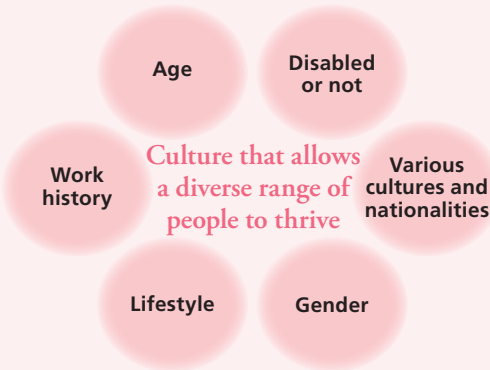 Age
Disabled
or not
Work
history
Culture that allows
a diverse range of
people to thrive
Various
cultures and
nationalities
Lifestyle
Gender